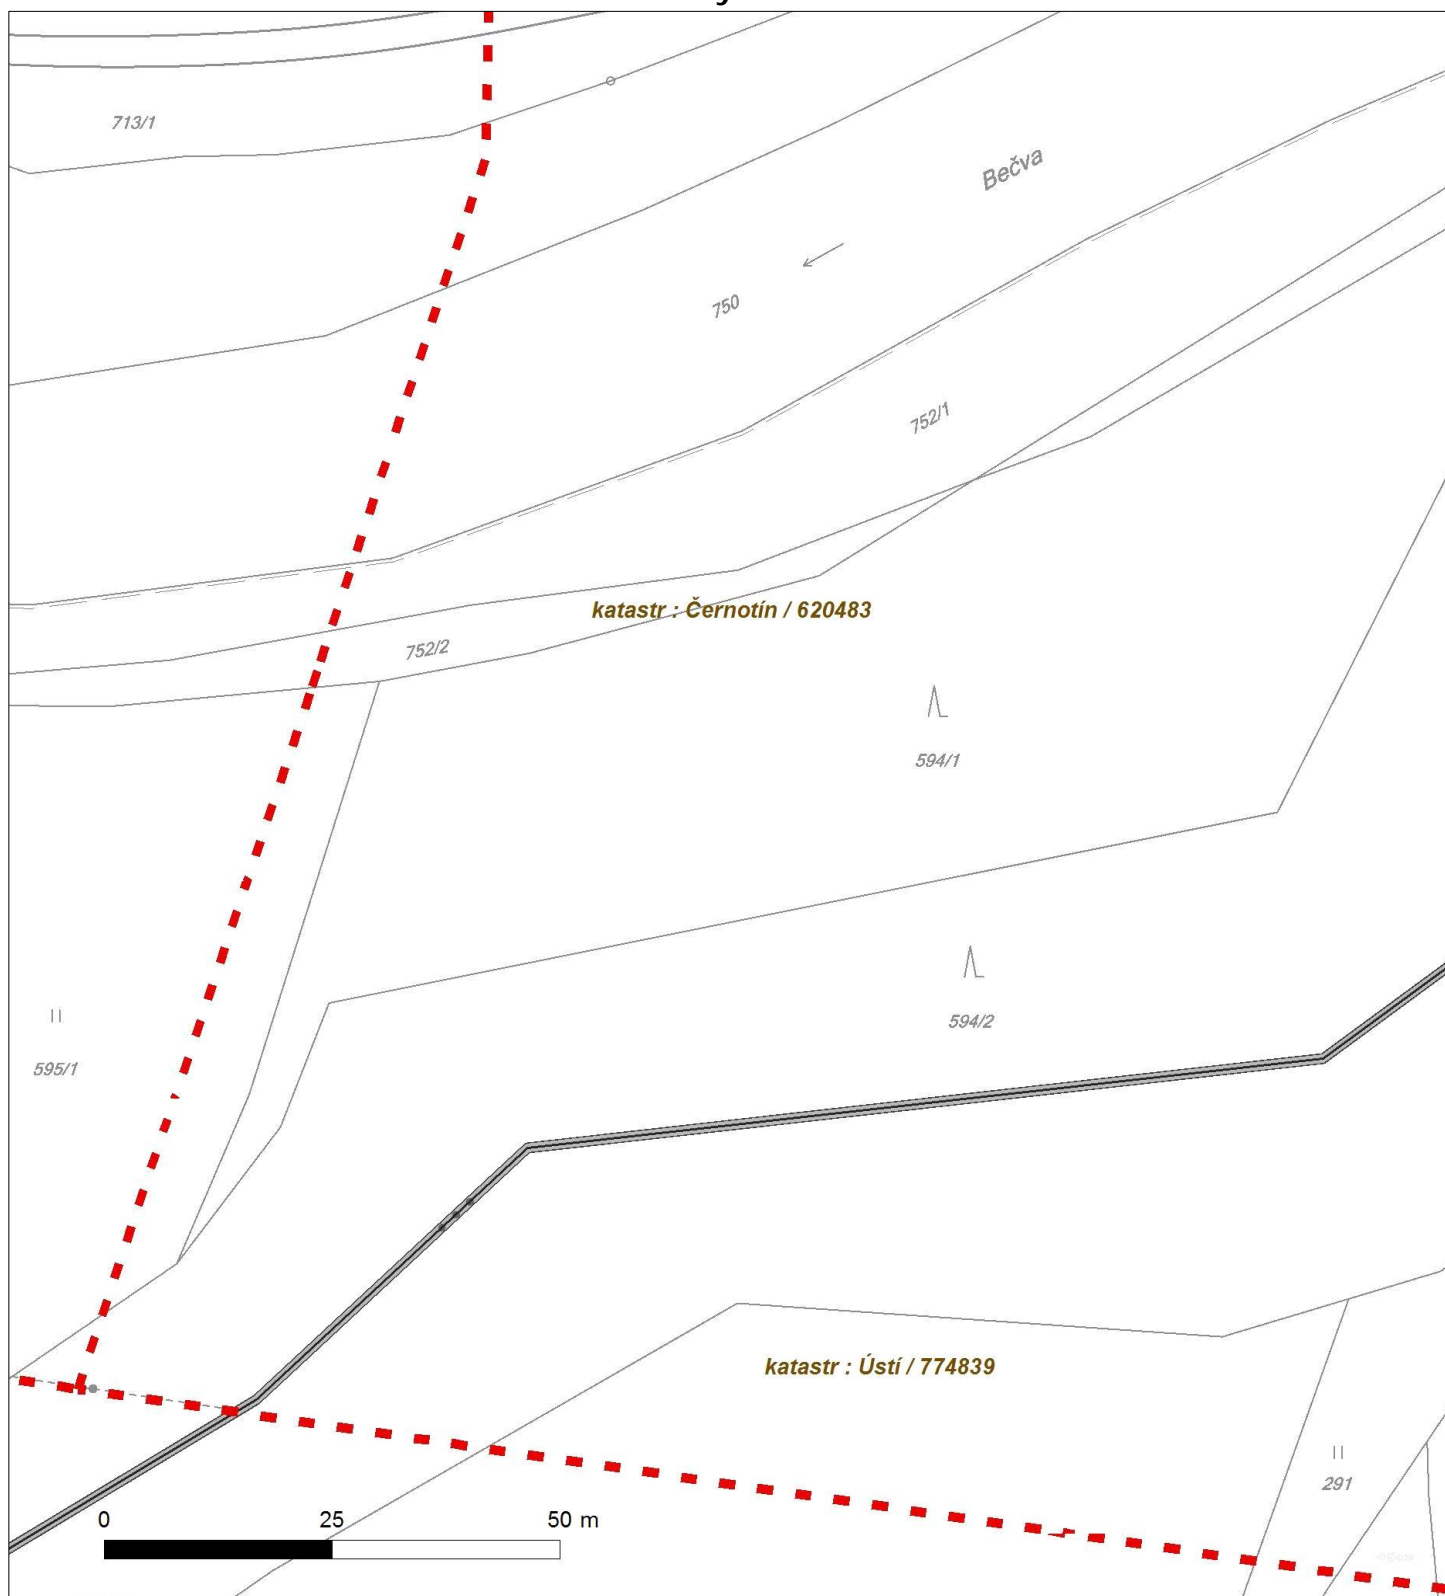 713/1
Bečva
750
752/1
katastr : Černotín / 620483
752/2
594/1
594/2
595/1
katastr : Ústí / 774839
291
0 25 50 m